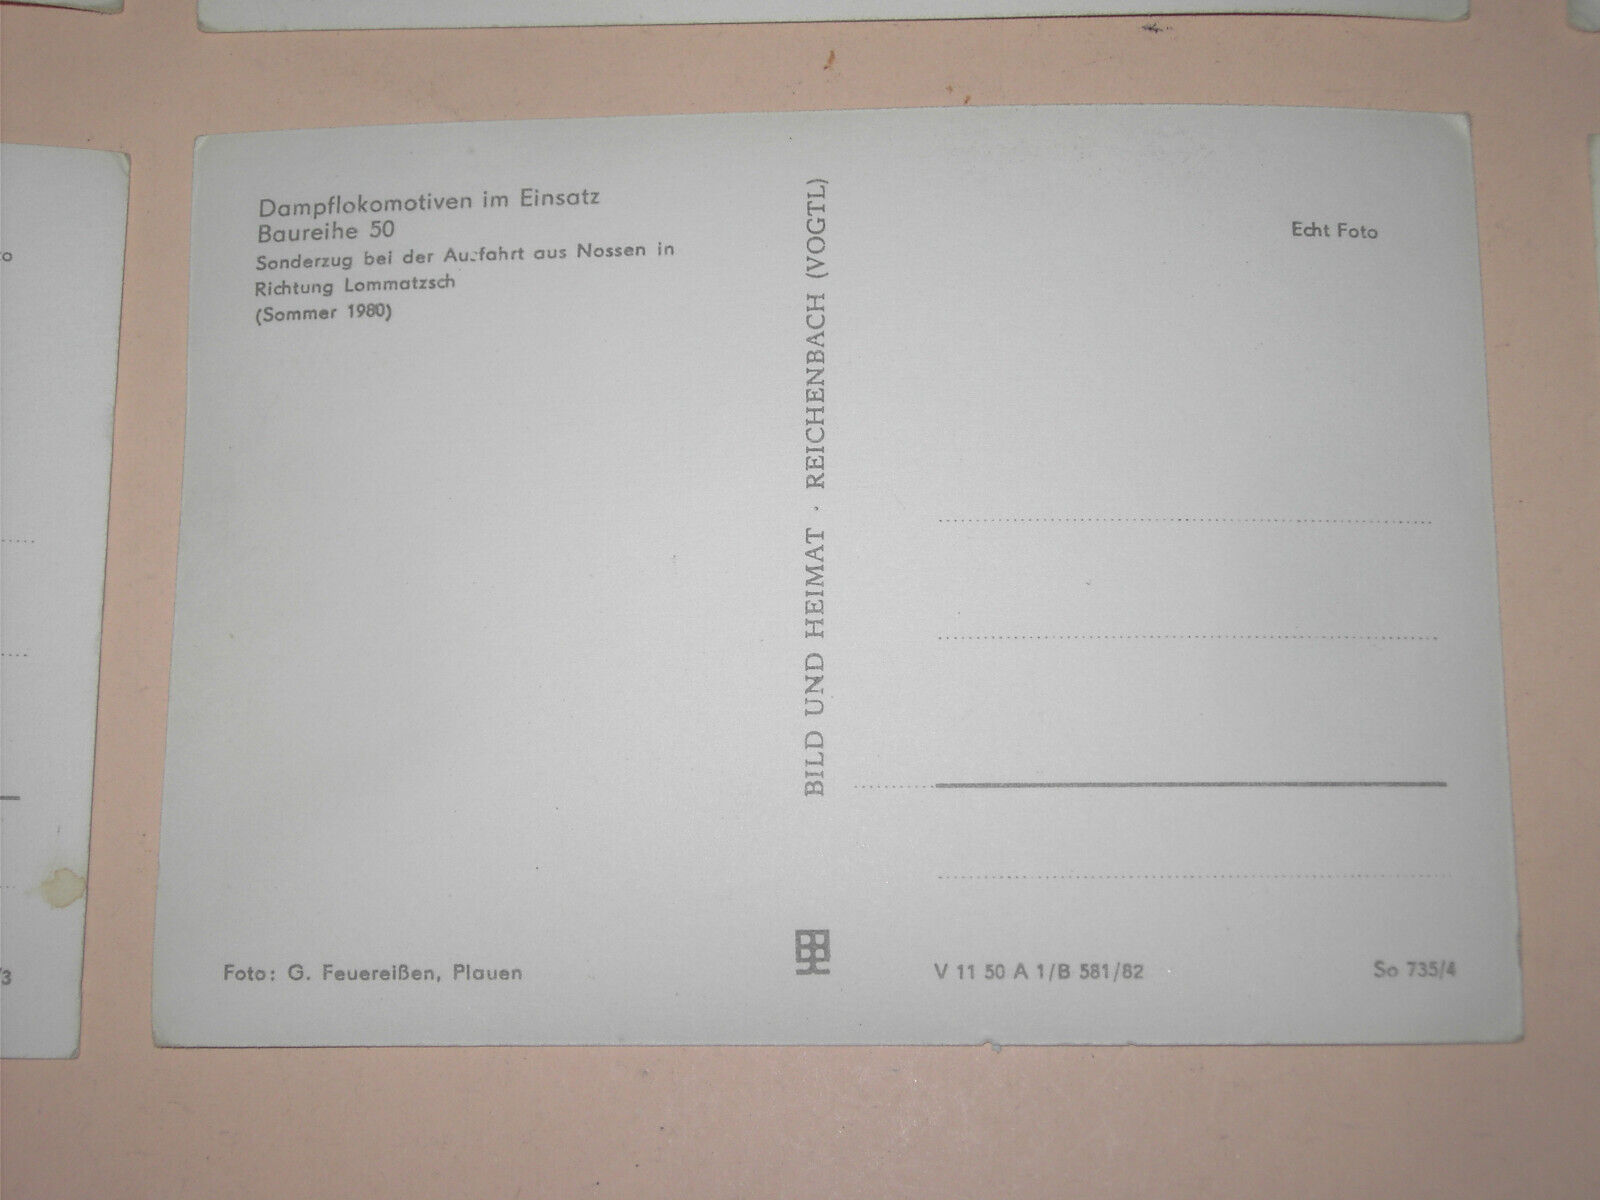 Dampflokomotiven im Einsatz
Baureihe 50
Sonderzug bei der Ausfahrt aus Nossen in
Richtung Lommatzsch
(Sommer 1980)
BILD UND HEIMAT · REICHENBACH (VOGTL)
Echt Foto
Foto: G. Feuereißen, Plauen
V 11 50 A 1/B 581/82
So 735/4
o
/3